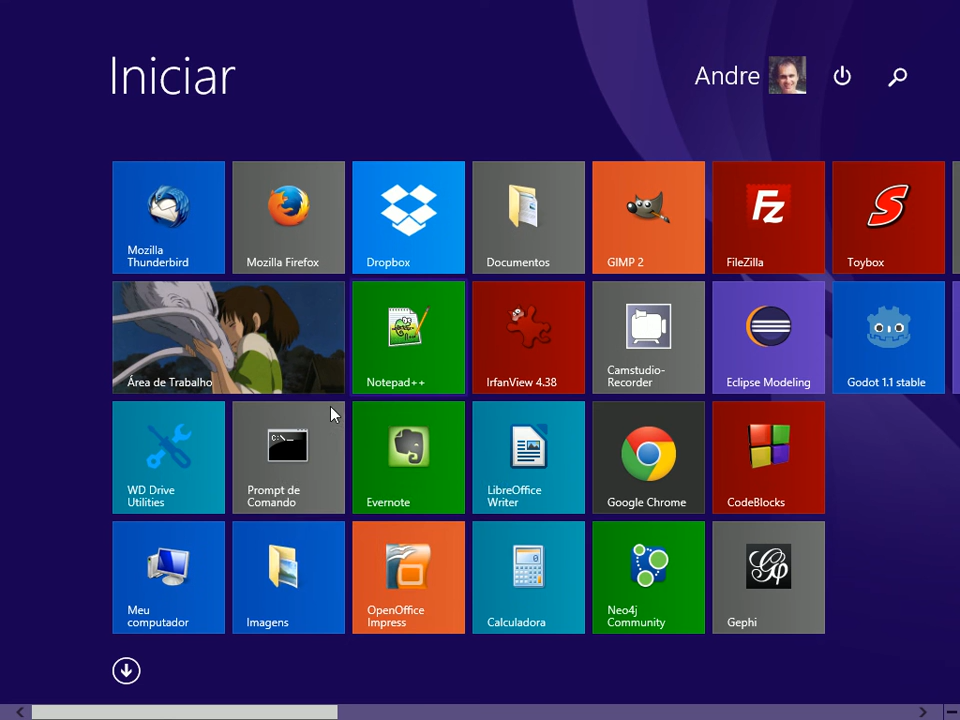 Iniciar
Andre
Mozilla
Thunderbird
Mozilla Firefox
Dropbox
Documentos
GIMP 2
Fz
FileZilla
S
Toybox
Área de Trabalho
Notepad++
IrfanView 4.38
Camstudio-
Recorder
Eclipse Modeling
Godot 1.1 stable
WD Drive
Utilities
C:\_
Prompt de
Comando
Evernote
LibreOffice
Writer
Google Chrome
CodeBlocks
Meu
computador
Imagens
OpenOffice
Impress
0
Calculadora
Neo4j
Community
Gephi